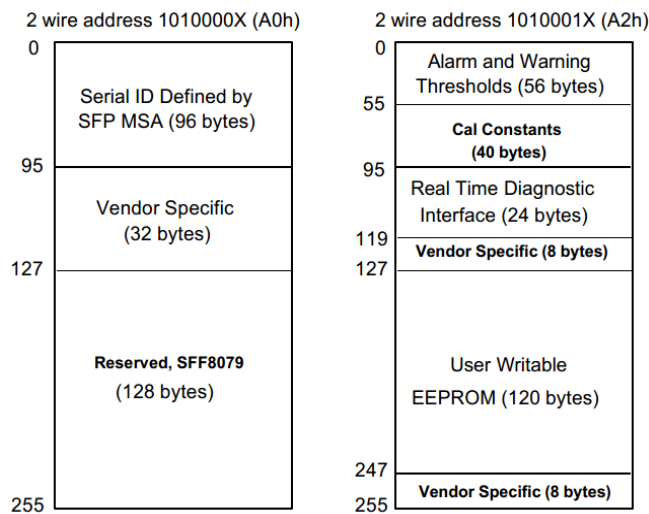 2 wire address 1010000X (A0h)
0
Serial ID Defined by
SFP MSA (96 bytes)
95
Vendor Specific
(32 bytes)
127
Reserved, SFF8079
(128 bytes)
255
2 wire address 1010001X (A2h)
0
Alarm and Warning
Thresholds (56 bytes)
55
Cal Constants
(40 bytes)
95
Real Time Diagnostic
Interface (24 bytes)
119
Vendor Specific (8 bytes)
127
User Writable
EEPROM (120 bytes)
247
Vendor Specific (8 bytes)
255